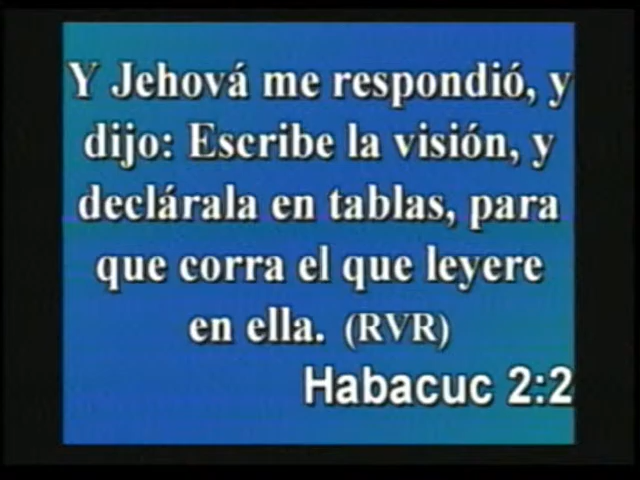 Y Jehová me respondió, y
dijo: Escribe la visión, y
declárala en tablas, para
que corra el que leyere
en ella. (RVR)
Habacuc 2:2